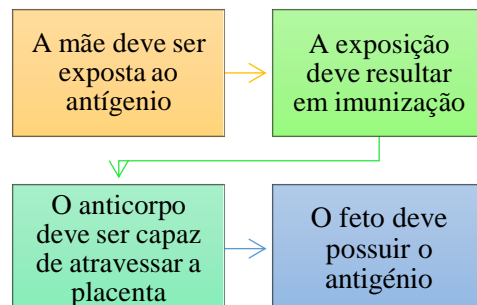 A mãe deve ser
exposta ao
antígenio
A exposição
deve resultar
em imunização
O anticorpo
deve ser capaz
de atravessar a
placenta
O feto deve
possuir o
antigénio